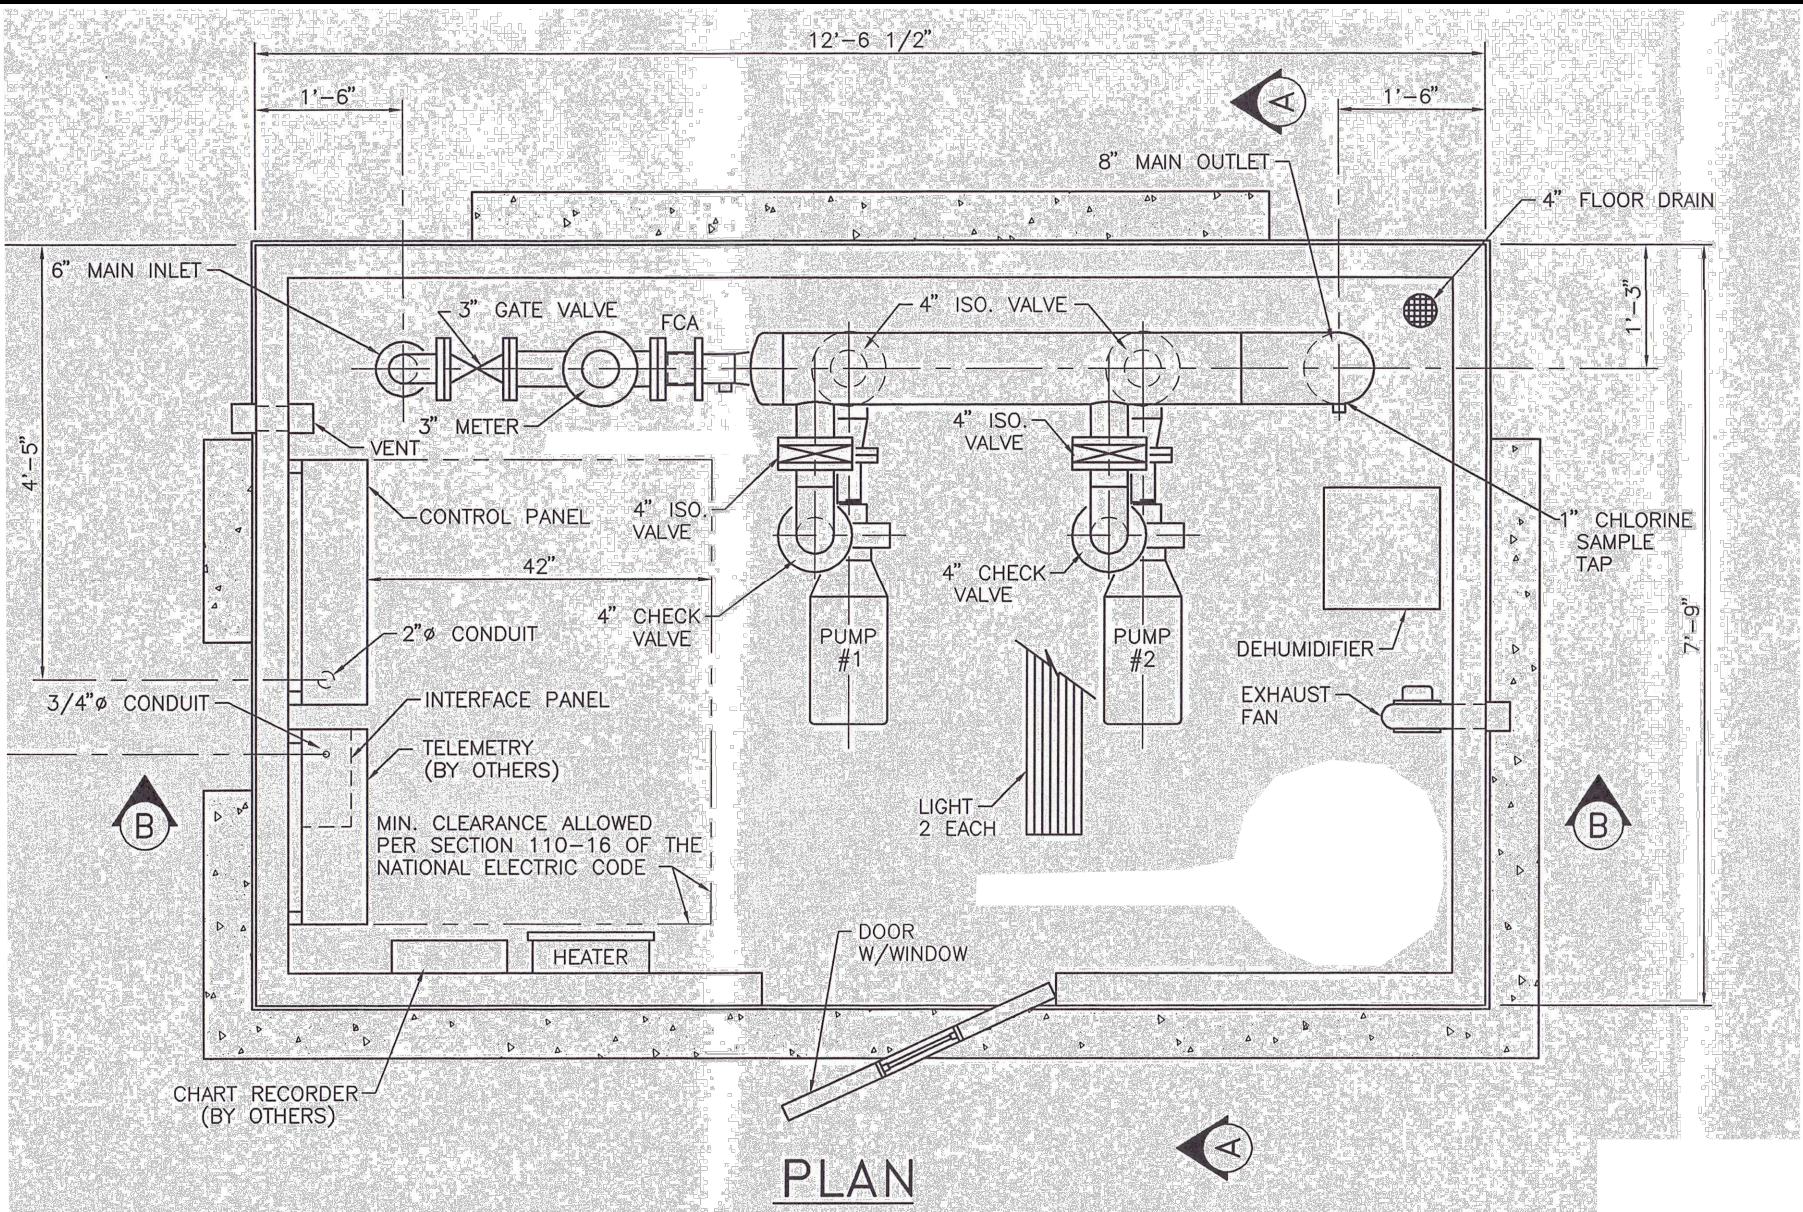 12'-6 1/2"
1'-6"
A
1'-6"
8" MAIN OUTLET
4" FLOOR DRAIN
6" MAIN INLET
3" GATE VALVE
FCA
4" ISO. VALVE
1'-3"
3" METER
VENT
4" ISO.
VALVE
4'-5"
CONTROL PANEL
4" ISO.
VALVE
1" CHLORINE
SAMPLE
TAP
42"
4" CHECK
VALVE
4" CHECK
VALVE
2"ø CONDUIT
PUMP
#1
PUMP
#2
DEHUMIDIFIER
7'-9"
3/4"ø CONDUIT
INTERFACE PANEL
EXHAUST
FAN
TELEMETRY
(BY OTHERS)
B
LIGHT
2 EACH
B
MIN. CLEARANCE ALLOWED
PER SECTION 110-16 OF THE
NATIONAL ELECTRIC CODE
DOOR
W/WINDOW
HEATER
CHART RECORDER
(BY OTHERS)
A
PLAN